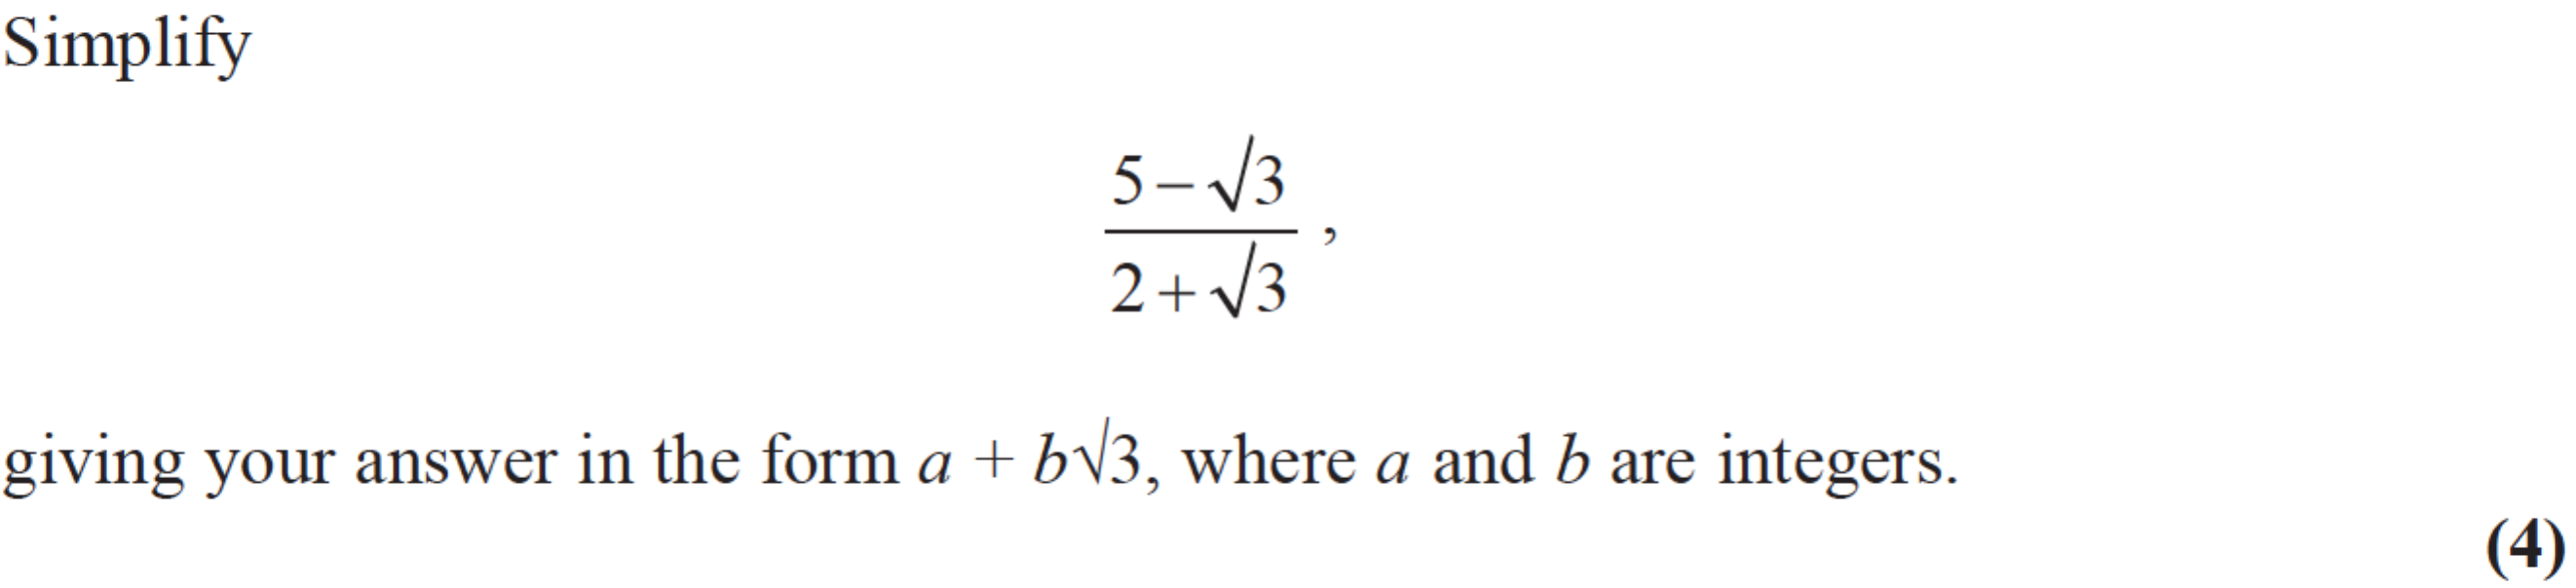 Simplify
5−√3
2+√3 ,
giving your answer in the form a + b√3, where a and b are integers.
(4)